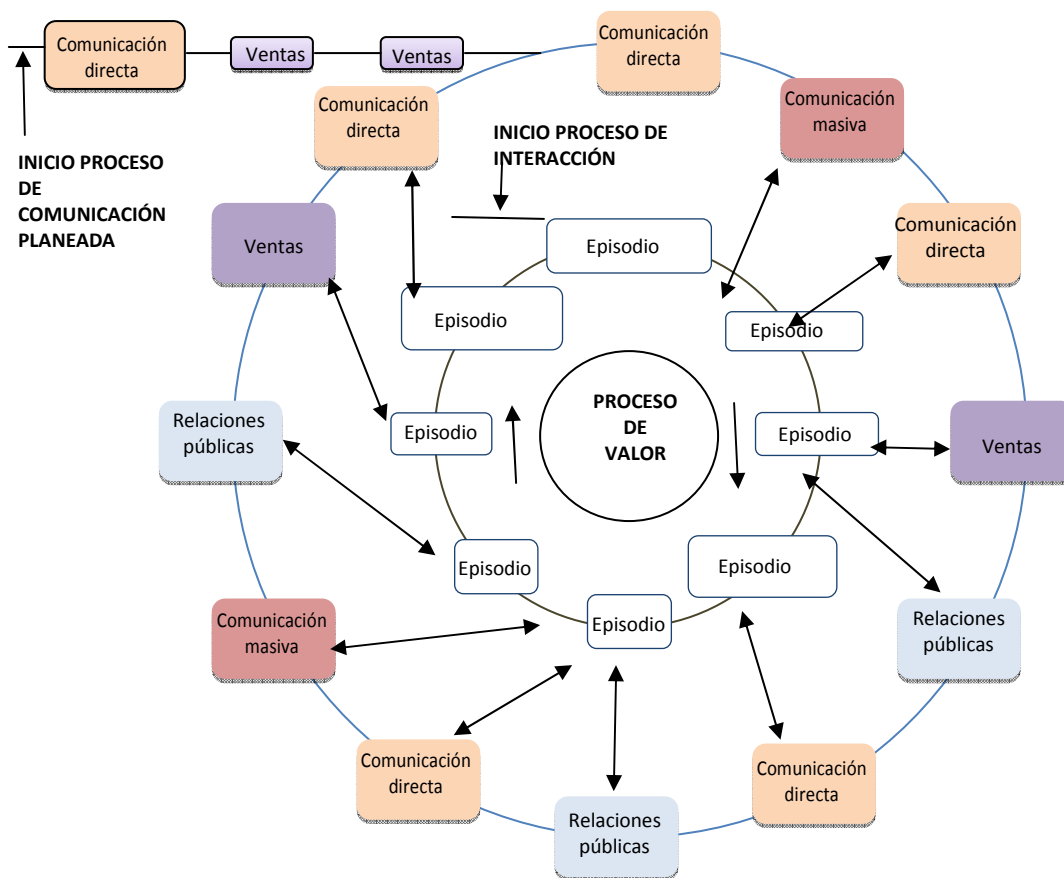 Comunicación
directa
Ventas
Ventas
INICIO PROCESO
DE
COMUNICACIÓN
PLANEADA
Comunicación
directa
Comunicación
masiva
Comunicación
directa
INICIO PROCESO DE
INTERACCIÓN
Ventas
Comunicación
directa
Episodio
Episodio
Episodio
Relaciones
públicas
Episodio
PROCESO
DE
VALOR
Episodio
Ventas
Episodio
Episodio
Episodio
Comunicación
masiva
Relaciones
públicas
Comunicación
directa
Relaciones
públicas
Comunicación
directa